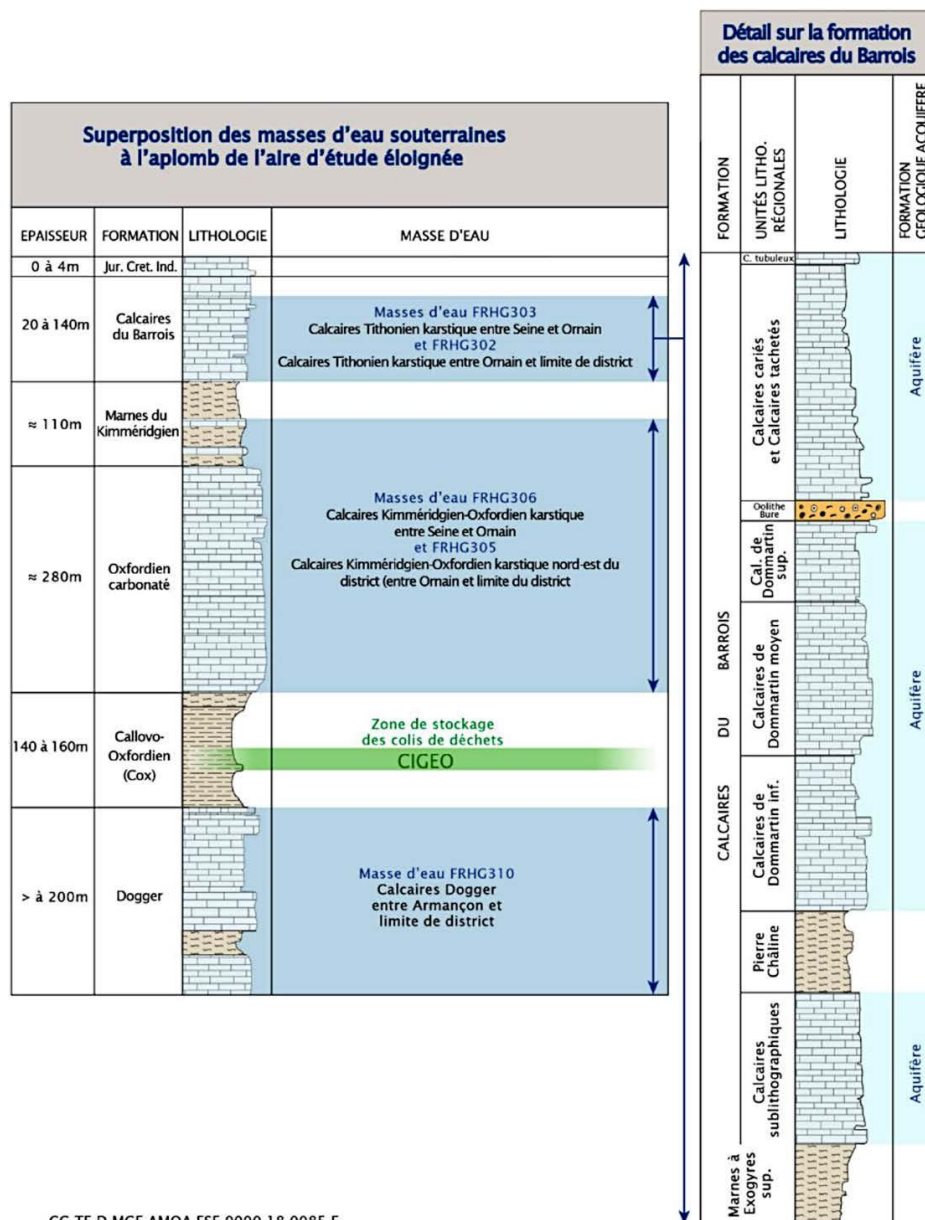 Superposition des masses d'eau souterraines
à l'aplomb de l'aire d'étude éloignée
EPAISSEUR
FORMATION
LITHOLOGIE
MASSE D'EAU
0 à 4m
Jur. Cret. Ind.
20 à 140m
Calcaires
du Barrois
Masses d'eau FRHG303
Calcaires Tithonien karstique entre Seine et Ornain
et FRHG302
Calcaires Tithonien karstique entre Ornain et limite de district
≈ 110m
Marnes du
Kimméridgien
≈ 280m
Oxfordien
carbonaté
Masses d'eau FRHG306
Calcaires Kimméridgien-Oxfordien karstique
entre Seine et Ornain
et FRHG305
Calcaires Kimméridgien-Oxfordien karstique nord-est du
district (entre Ornain et limite du district
140 à 160m
Callovo-
Oxfordien
(Cox)
Zone de stockage
des colis de déchets
CIGEO
> à 200m
Dogger
Masse d'eau FRHG310
Calcaires Dogger
entre Armançon et
limite de district
Détail sur la formation
des calcaires du Barrois
FORMATION
UNITÉS LITHO.
RÉGIONALES
LITHOLOGIE
FORMATION
GEOLOGIQUE ACQUIFERE
CALCAIRES DU BARROIS
C. tubuleux
Calcaires cariés
et Calcaires tachetés
Aquifère
Oolithe
Bure
Cal. de
Dommartin
sup.
Calcaires de
Dommartin moyen
Aquifère
Calcaires de
Dommartin inf.
Pierre
Châline
Calcaires
sublithographiques
Aquifère
Marnes à
Exogyres
sup.